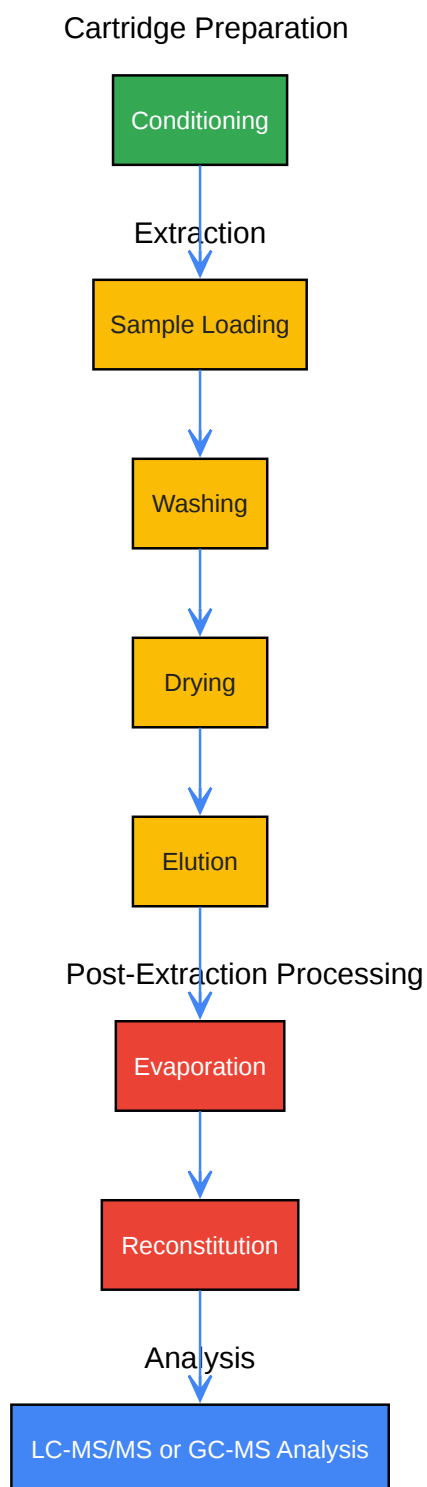 Cartridge Preparation
Conditioning
Extraction
Sample Loading
Washing
Drying
Elution
Post-Extraction Processing
Evaporation
Reconstitution
Analysis
LC-MS/MS or GC-MS Analysis